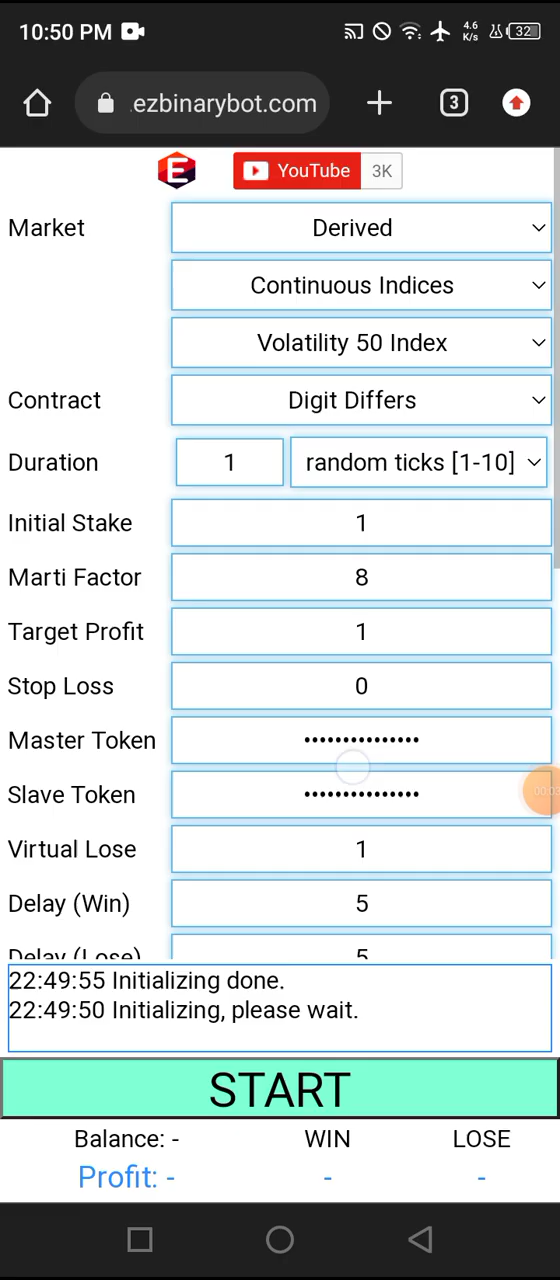 10:50 PM 4.6 K/s 32
.ezbinarybot.com 3
E YouTube 3K
Market Derived
Continuous Indices
Volatility 50 Index
Contract Digit Differs
Duration 1 random ticks [1-10]
Initial Stake 1
Marti Factor 8
Target Profit 1
Stop Loss 0
Master Token •••••••••••••••
Slave Token •••••••••••••••
Virtual Lose 1
Delay (Win) 5
Delay (Lose) 5
22:49:55 Initializing done.
22:49:50 Initializing, please wait.
START
Balance: - WIN LOSE
Profit: - - -